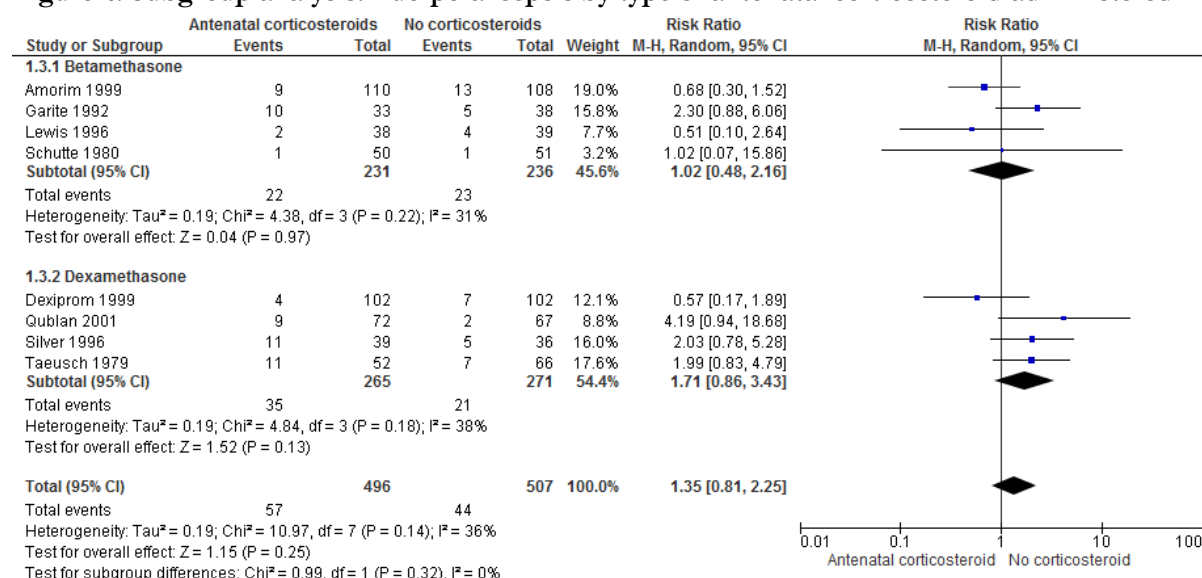 Antenatal corticosteroids No corticosteroids Risk Ratio Risk Ratio
Study or Subgroup Events Total Events Total Weight M-H, Random, 95% CI M-H, Random, 95% CI
1.3.1 Betamethasone
Amorim 1999 9 110 13 108 19.0% 0.68 [0.30, 1.52]
Garite 1992 10 33 5 38 15.8% 2.30 [0.88, 6.06]
Lewis 1996 2 38 4 39 7.7% 0.51 [0.10, 2.64]
Schutte 1980 1 50 1 51 3.2% 1.02 [0.07, 15.86]
Subtotal (95% CI) 231 236 45.6% 1.02 [0.48, 2.16]
Total events 22 23
Heterogeneity: Tau² = 0.19; Chi² = 4.38, df = 3 (P = 0.22); I² = 31%
Test for overall effect: Z = 0.04 (P = 0.97)
1.3.2 Dexamethasone
Dexiprom 1999 4 102 7 102 12.1% 0.57 [0.17, 1.89]
Qublan 2001 9 72 2 67 8.8% 4.19 [0.94, 18.68]
Silver 1996 11 39 5 36 16.0% 2.03 [0.78, 5.28]
Taeusch 1979 11 52 7 66 17.6% 1.99 [0.83, 4.79]
Subtotal (95% CI) 265 271 54.4% 1.71 [0.86, 3.43]
Total events 35 21
Heterogeneity: Tau² = 0.19; Chi² = 4.84, df = 3 (P = 0.18); I² = 38%
Test for overall effect: Z = 1.52 (P = 0.13)
Total (95% CI) 496 507 100.0% 1.35 [0.81, 2.25]
Total events 57 44
Heterogeneity: Tau² = 0.19; Chi² = 10.97, df = 7 (P = 0.14); I² = 36%
Test for overall effect: Z = 1.15 (P = 0.25)
Test for subgroup differences: Chi² = 0.99, df = 1 (P = 0.32), I² = 0%
0.01 0.1 1 10 100
Antenatal corticosteroid No corticosteroid